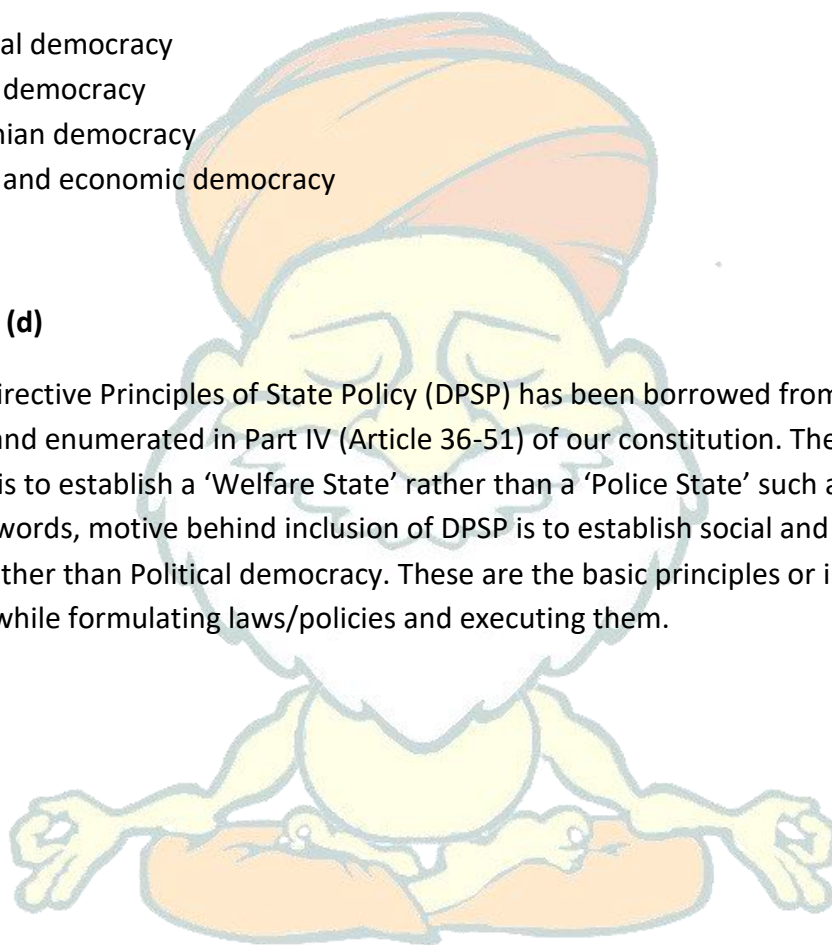 al democracy
democracy
nian democracy
and economic democracy
(d)
irective Principles of State Policy (DPSP) has been borrowed from
and enumerated in Part IV (Article 36-51) of our constitution. The
is to establish a ‘Welfare State’ rather than a ‘Police State’ such a
words, motive behind inclusion of DPSP is to establish social and
ther than Political democracy. These are the basic principles or i
while formulating laws/policies and executing them.